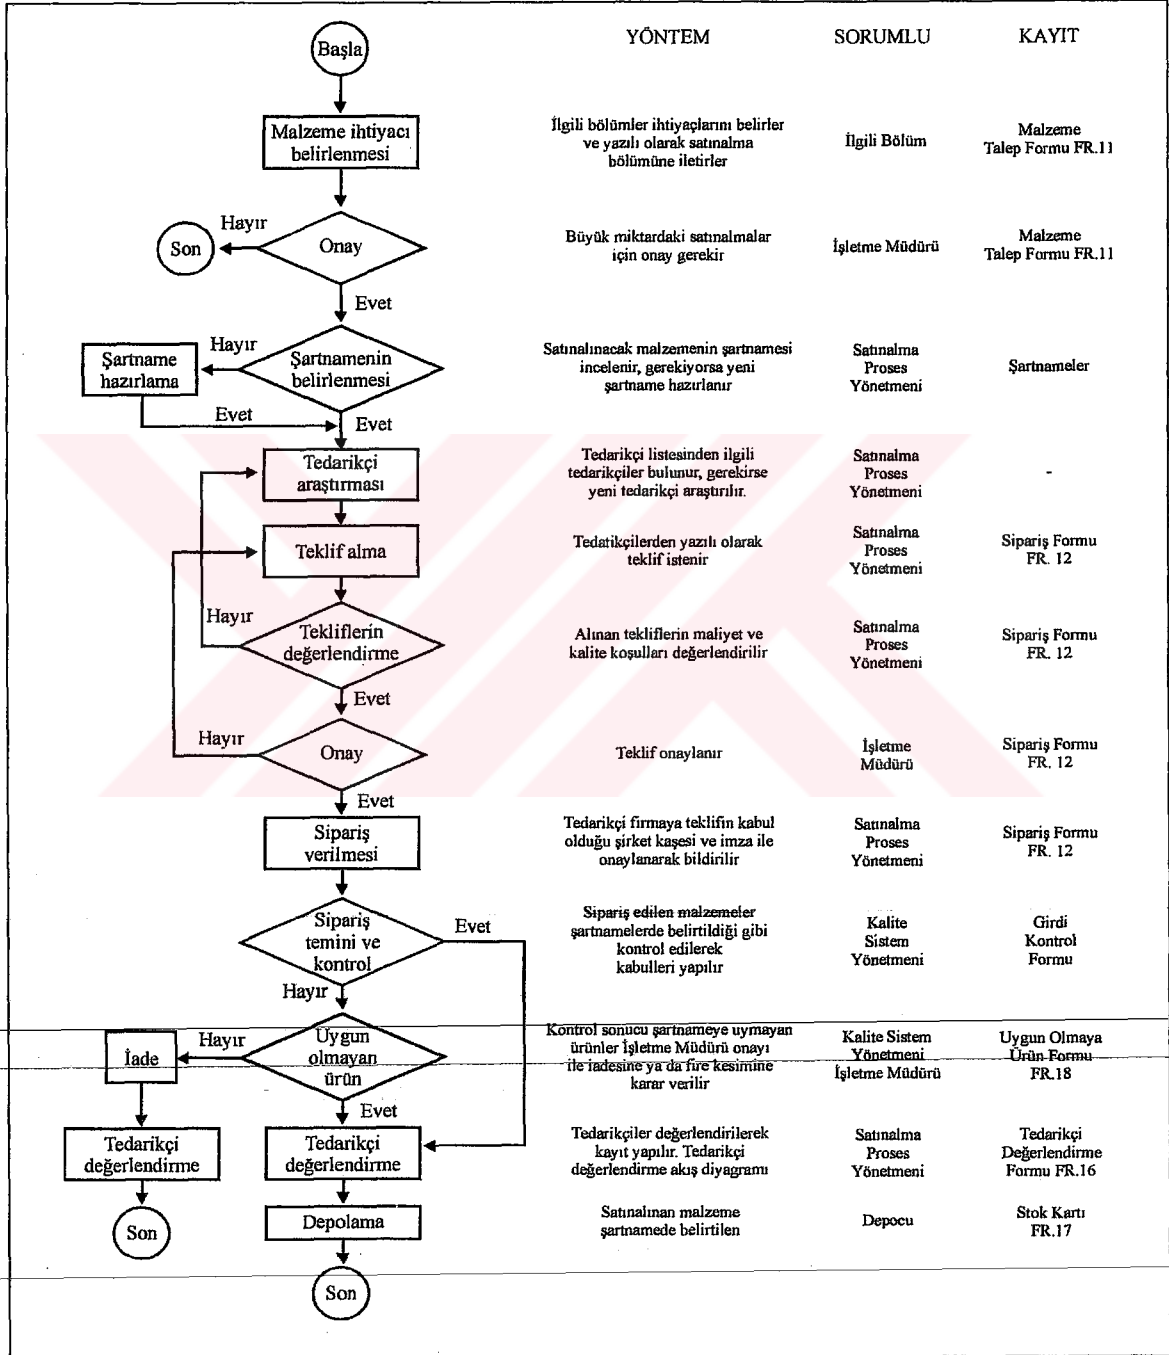 YÖNTEM SORUMLU KAYIT
Başla
Malzeme ihtiyacı
belirlenmesi
İlgili bölümler ihtiyaçlarını belirler
ve yazılı olarak satınalma
bölümüne iletirler
İlgili Bölüm
Malzeme
Talep Formu FR.11
Hayır
Son
Onay
Büyük miktardaki satınalmalar
için onay gerekir
İşletme Müdürü
Malzeme
Talep Formu FR.11
Evet
Hayır
Şartname
hazırlama
Şartnamenin
belirlenmesi
Satınalınacak malzemenin şartnamesi
incelenir, gerekiyorsa yeni
şartname hazırlanır
Satınalma
Proses
Yönetmeni
Şartnameler
Evet
Evet
Tedarikçi
araştırması
Tedarikçi listesinden ilgili
tedarikçiler bulunur, gerekirse
yeni tedarikçi araştırılır.
Satınalma
Proses
Yönetmeni
-
Teklif alma
Tedatikçilerden yazılı olarak
teklif istenir
Satınalma
Proses
Yönetmeni
Sipariş Formu
FR. 12
Hayır
Tekliflerin
değerlendirme
Alınan tekliflerin maliyet ve
kalite koşulları değerlendirilir
Satınalma
Proses
Yönetmeni
Sipariş Formu
FR. 12
Evet
Hayır
Onay
Teklif onaylanır
İşletme
Müdürü
Sipariş Formu
FR. 12
Evet
Sipariş
verilmesi
Tedarikçi firmaya teklifin kabul
olduğu şirket kaşesi ve imza ile
onaylanarak bildirilir
Satınalma
Proses
Yönetmeni
Sipariş Formu
FR. 12
Sipariş
temini ve
kontrol
Evet
Sipariş edilen malzemeler
şartnamelerde belirtildiği gibi
kontrol edilerek
kabulleri yapılır
Kalite
Sistem
Yönetmeni
Girdi
Kontrol
Formu
Hayır
Hayır
İade
Uygun
olmayan
ürün
Kontrol sonucu şartnameye uymayan
ürünler İşletme Müdürü onayı
ile iadesine ya da fire kesimine
karar verilir
Kalite Sistem
Yönetmeni
İşletme Müdürü
Uygun Olmaya
Ürün Formu
FR.18
Evet
Tedarikçi
değerlendirme
Tedarikçi
değerlendirme
Tedarikçiler değerlendirilerek
kayıt yapılır. Tedarikçi
değerlendirme akış diyagramı
Satınalma
Proses
Yönetmeni
Tedarikçi
Değerlendirme
Formu FR.16
Son
Depolama
Satınalınan malzeme
şartnamede belirtilen
Depocu
Stok Kartı
FR.17
Son